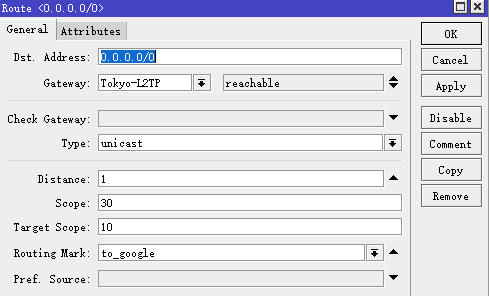 Route <0.0.0.0/0>
General Attributes
Dst. Address: 0.0.0.0/0
Gateway: Tokyo-L2TP reachable
Check Gateway:
Type: unicast
Distance: 1
Scope: 30
Target Scope: 10
Routing Mark: to_google
Pref. Source:
OK
Cancel
Apply
Disable
Comment
Copy
Remove